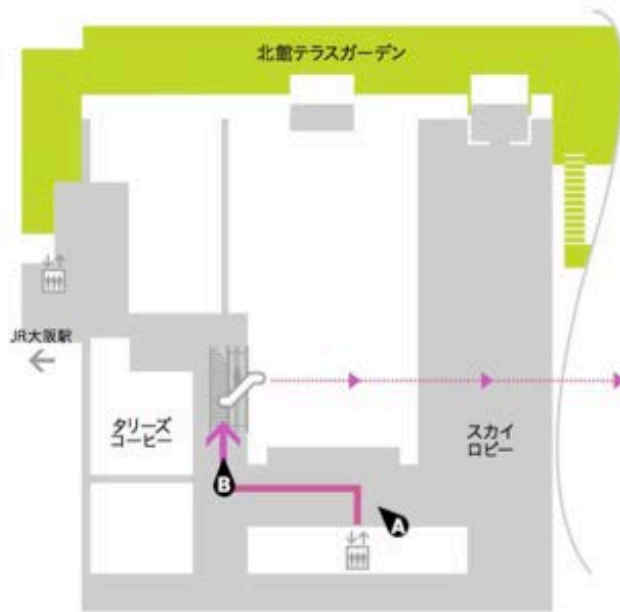 北館テラスガーデン
JR大阪駅
タリーズ
コーヒー
スカイ
ロビー
B
A